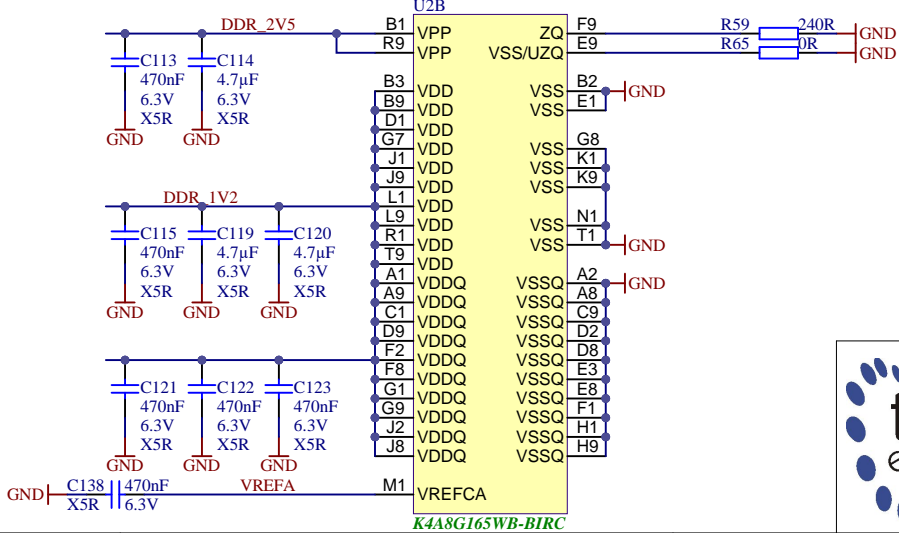 U2B
DDR_2V5
B1 VPP ZQ F9 R59 240R GND
R9 VPP VSS/UZQ E9 R65 0R GND
C113 C114
470nF 4.7µF
6.3V 6.3V
X5R X5R
GND GND
B3 VDD VSS B2 GND
B9 VDD VSS E1
D1 VDD
G7 VDD VSS G8
J1 VDD VSS K1
J9 VDD VSS K9
DDR_1V2
L1 VDD
L9 VDD VSS N1
R1 VDD VSS T1 GND
T9 VDD
C115 C119 C120
470nF 4.7µF 4.7µF
6.3V 6.3V 6.3V
X5R X5R X5R
GND GND GND
A1 VDDQ VSSQ A2 GND
A9 VDDQ VSSQ A8
C1 VDDQ VSSQ C9
D9 VDDQ VSSQ D2
F2 VDDQ VSSQ D8
F8 VDDQ VSSQ E3
G1 VDDQ VSSQ E8
G9 VDDQ VSSQ F1
J2 VDDQ VSSQ H1
J8 VDDQ VSSQ H9
C121 C122 C123
470nF 470nF 470nF
6.3V 6.3V 6.3V
X5R X5R X5R
GND GND GND
GND C138 470nF VREFA M1 VREFCA
X5R 6.3V
K4A8G165WB-BIRC